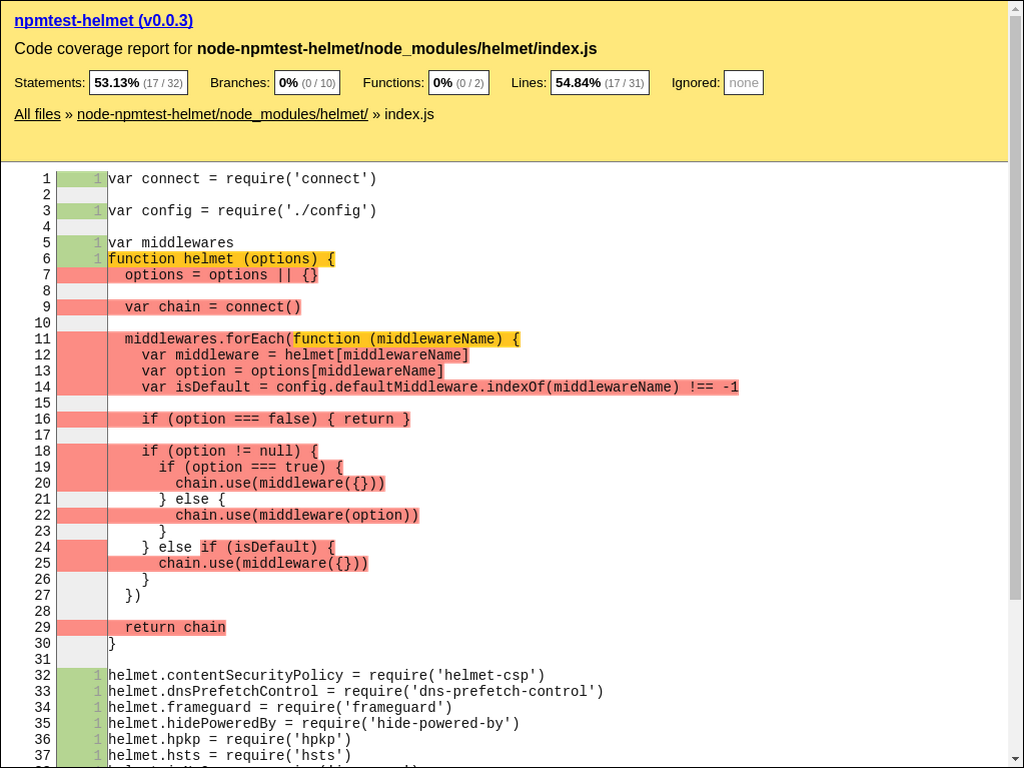 npmtest-helmet (v0.0.3)
Code coverage report for node-npmtest-helmet/node_modules/helmet/index.js
Statements: 53.13% (17 / 32) Branches: 0% (0 / 10) Functions: 0% (0 / 2) Lines: 54.84% (17 / 31) Ignored: none
All files » node-npmtest-helmet/node_modules/helmet/ » index.js
1 1 var connect = require('connect')
2
3 1 var config = require('./config')
4
5 1 var middlewares
6 1 function helmet (options) {
7 options = options || {}
8
9 var chain = connect()
10
11 middlewares.forEach(function (middlewareName) {
12 var middleware = helmet[middlewareName]
13 var option = options[middlewareName]
14 var isDefault = config.defaultMiddleware.indexOf(middlewareName) !== -1
15
16 if (option === false) { return }
17
18 if (option != null) {
19 if (option === true) {
20 chain.use(middleware({}))
21 } else {
22 chain.use(middleware(option))
23 }
24 } else if (isDefault) {
25 chain.use(middleware({}))
26 }
27 })
28
29 return chain
30 }
31
32 1 helmet.contentSecurityPolicy = require('helmet-csp')
33 1 helmet.dnsPrefetchControl = require('dns-prefetch-control')
34 1 helmet.frameguard = require('frameguard')
35 1 helmet.hidePoweredBy = require('hide-powered-by')
36 1 helmet.hpkp = require('hpkp')
37 1 helmet.hsts = require('hsts')